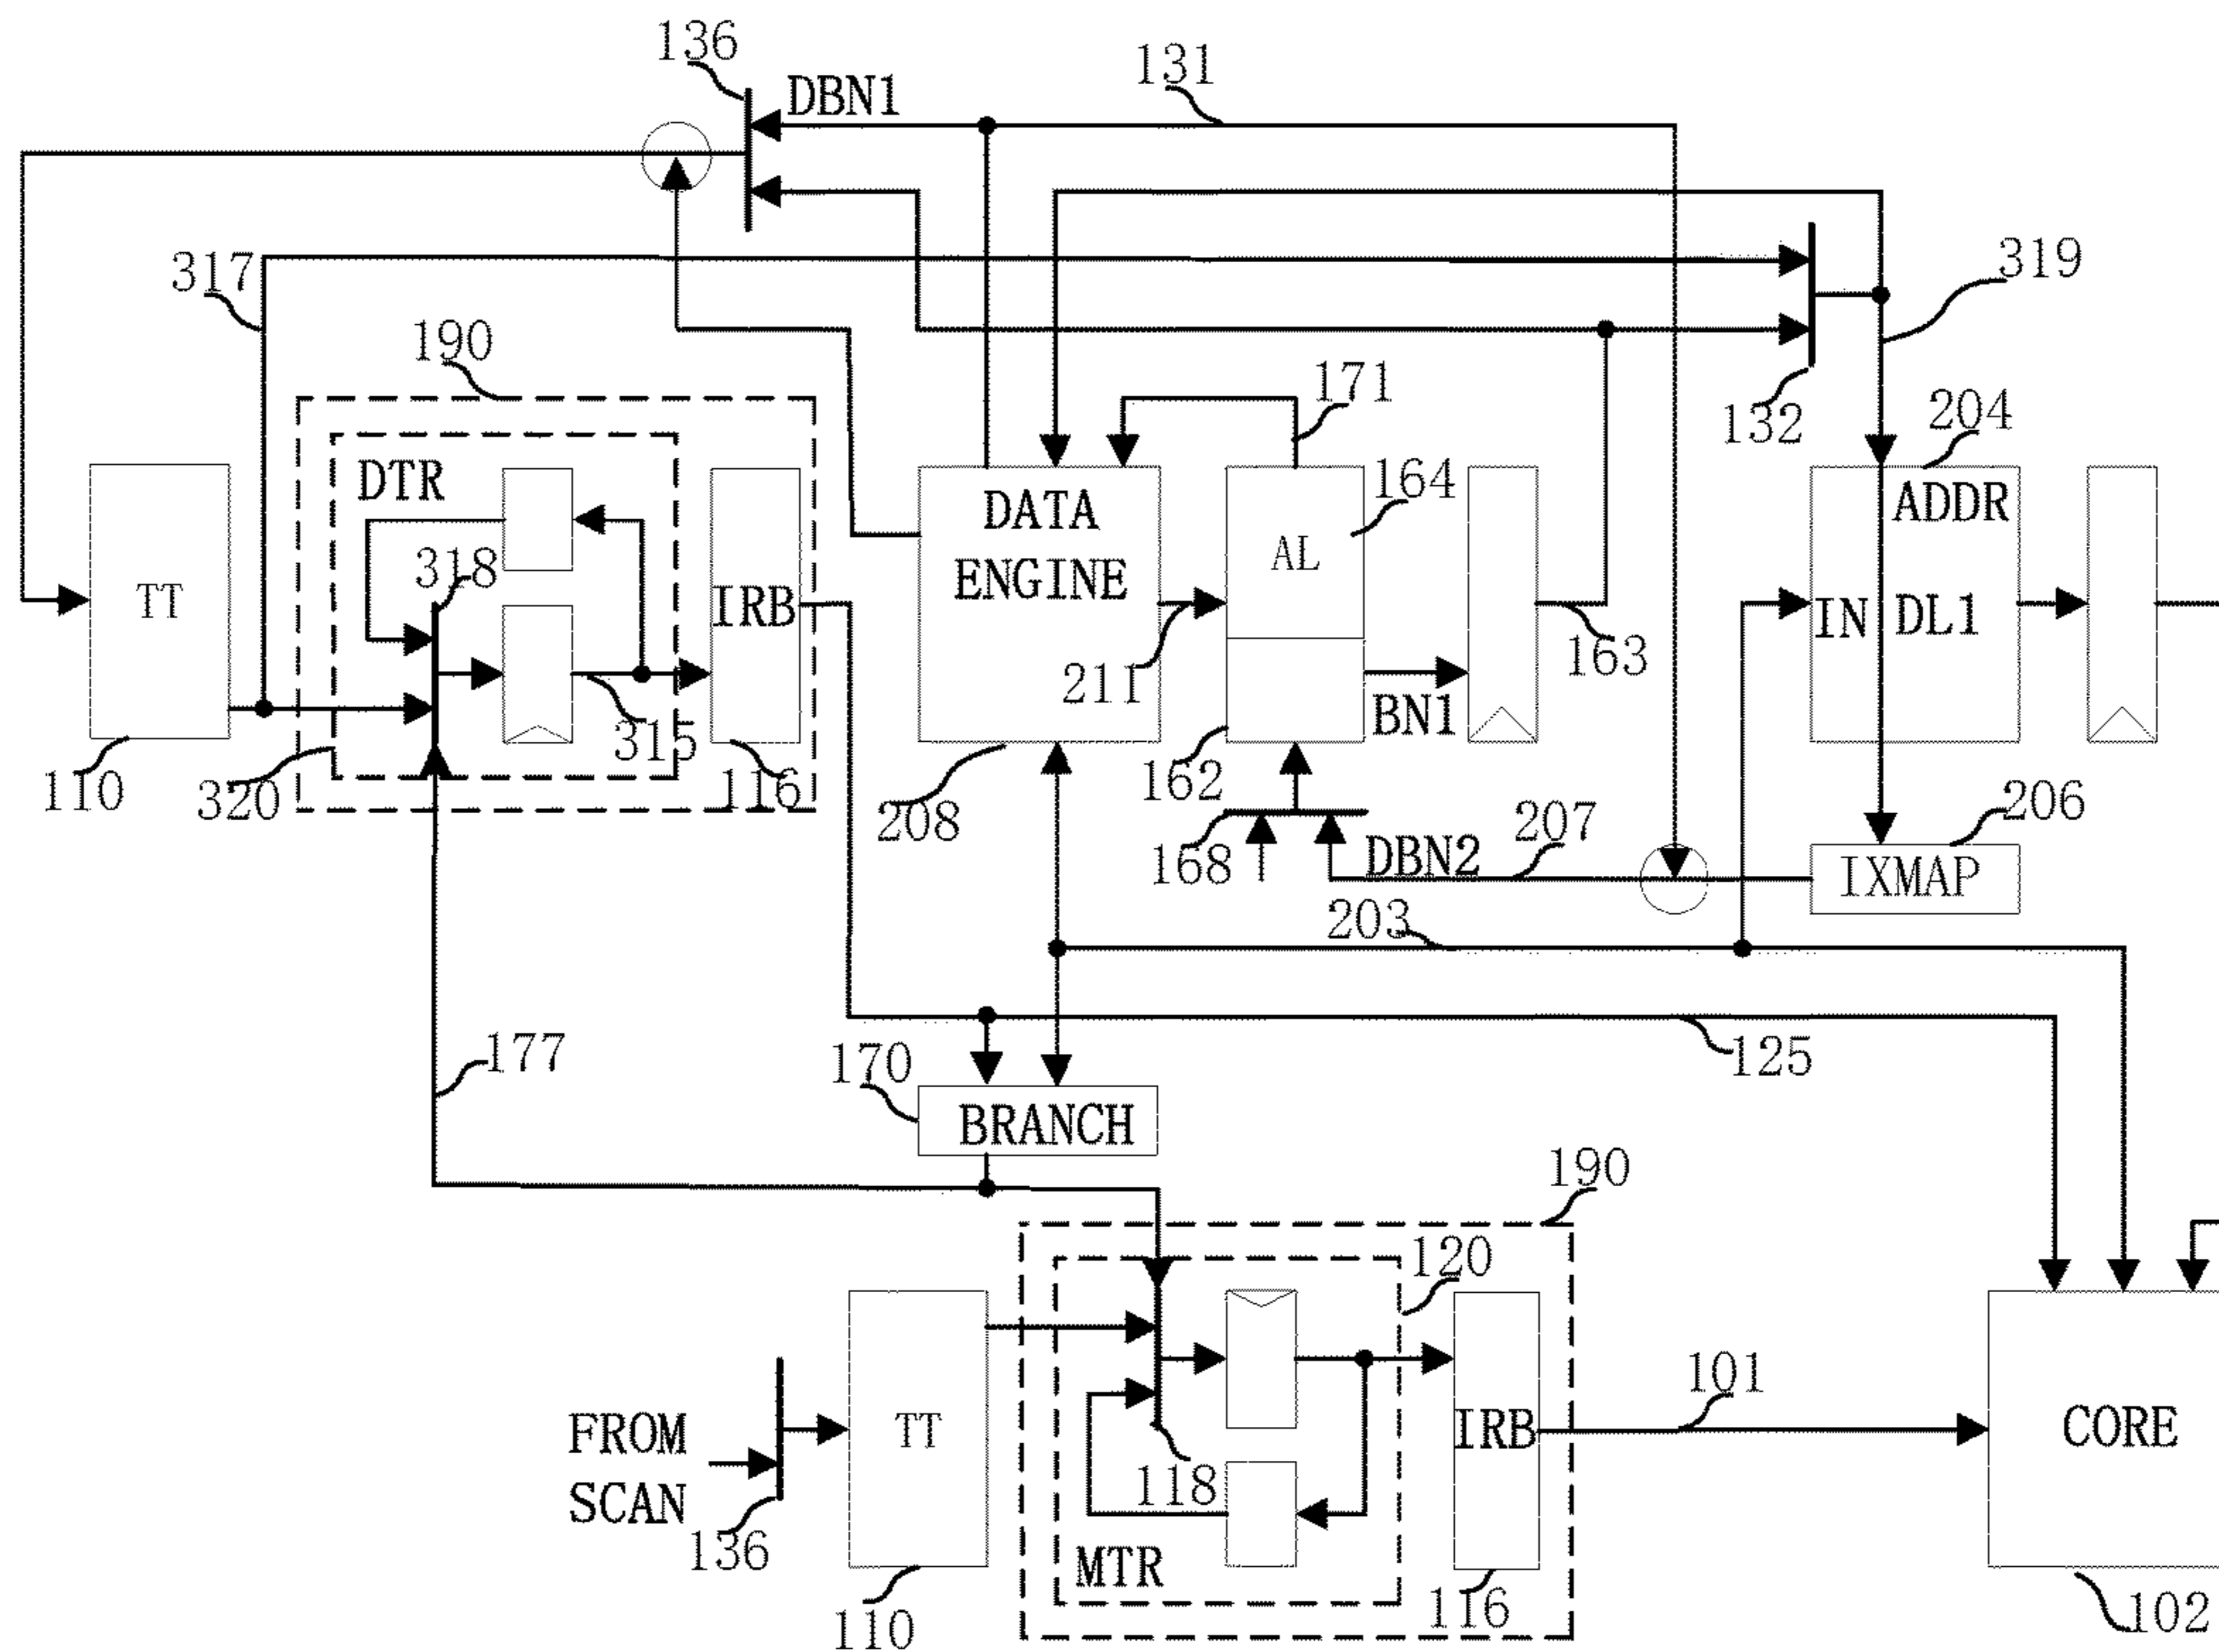 136
DBN1
131
317
319
190
171
132
204
DTR
DATA
ENGINE
164
ADDR
AL
TT
318
IRB
IN
DL1
211
163
BN1
315
110
320
116
208
162
206
168
DBN2
207
IXMAP
203
177
170
125
BRANCH
190
120
101
FROM
SCAN
TT
IRB
CORE
118
136
MTR
110
116
102